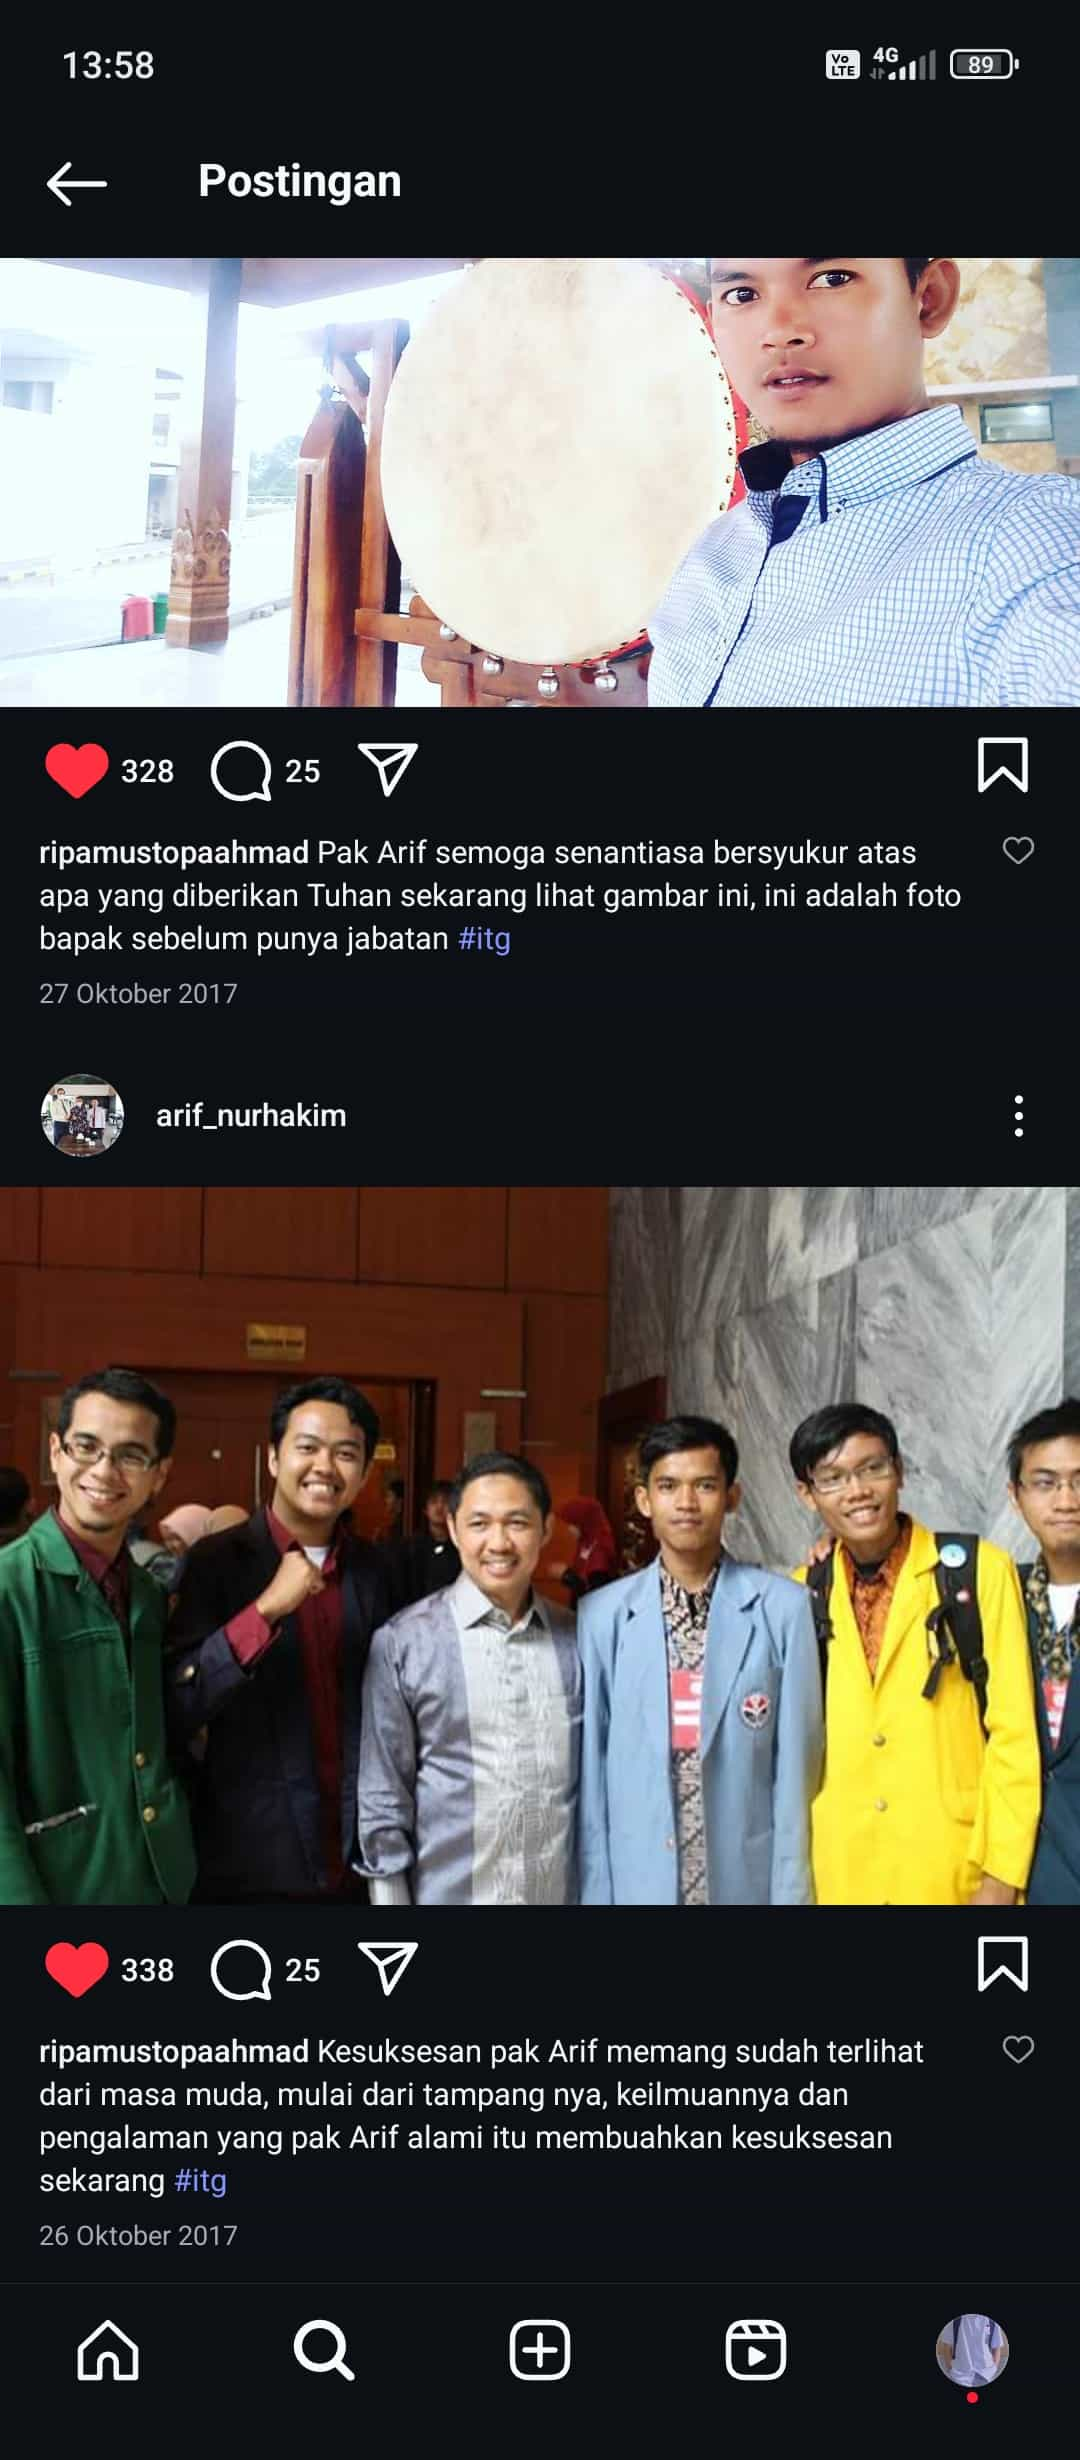 13:58
Vo LTE 4G 89
Postingan
328 25
ripamustopaahmad Pak Arif semoga senantiasa bersyukur atas
apa yang diberikan Tuhan sekarang lihat gambar ini, ini adalah foto
bapak sebelum punya jabatan #itg
27 Oktober 2017
arif_nurhakim
338 25
ripamustopaahmad Kesuksesan pak Arif memang sudah terlihat
dari masa muda, mulai dari tampang nya, keilmuannya dan
pengalaman yang pak Arif alami itu membuahkan kesuksesan
sekarang #itg
26 Oktober 2017